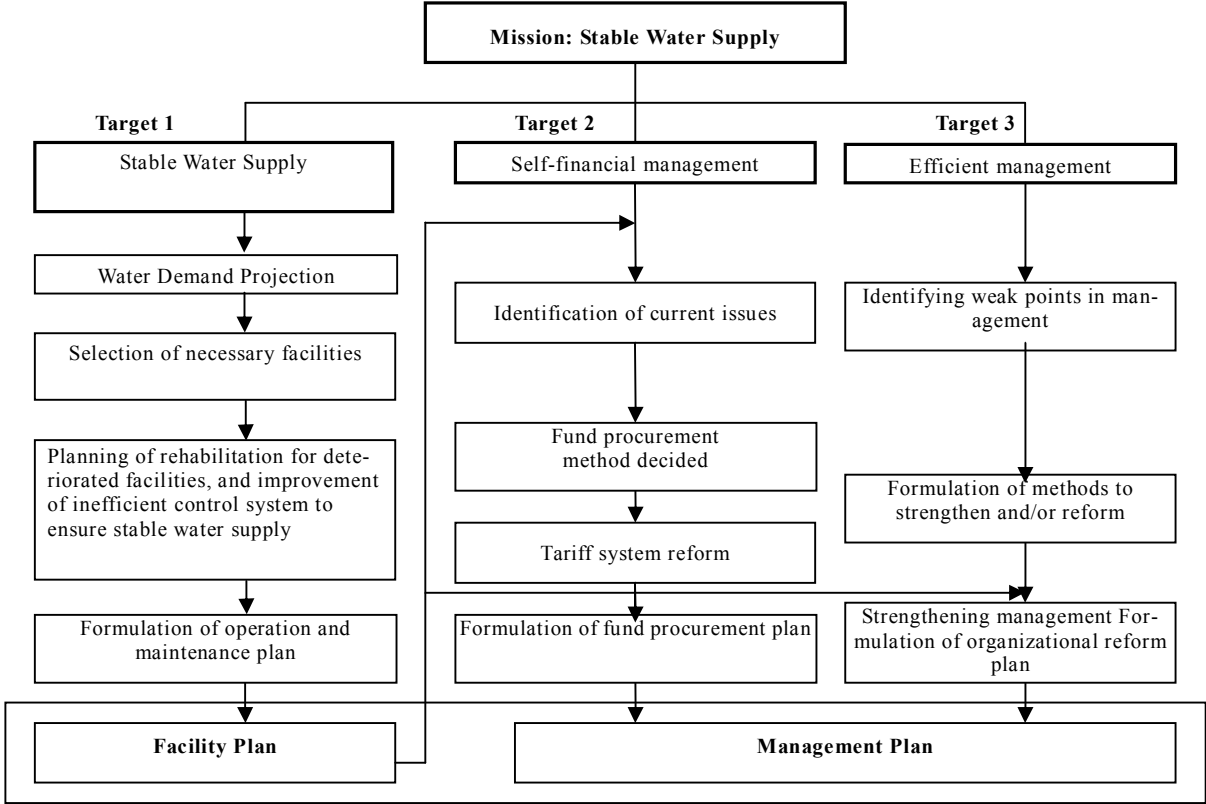 Mission: Stable Water Supply
Target 1
Target 2
Target 3
Stable Water Supply
Self-financial management
Efficient management
Water Demand Projection
Selection of necessary facilities
Planning of rehabilitation for dete-
riorated facilities, and improvement
of inefficient control system to
ensure stable water supply
Formulation of operation and
maintenance plan
Identification of current issues
Fund procurement
method decided
Tariff system reform
Formulation of fund procurement plan
Identifying weak points in man-
agement
Formulation of methods to
strengthen and/or reform
Strengthening management For-
mulation of organizational reform
plan
Facility Plan
Management Plan